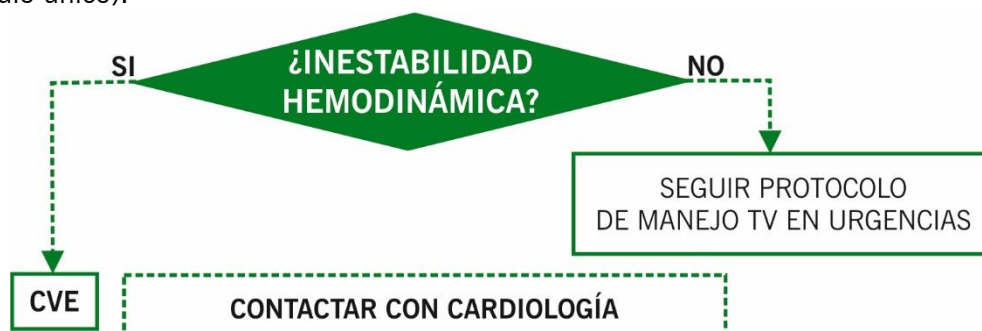 ¿INESTABILIDAD
HEMODINÁMICA?
SI
NO
SEGUIR PROTOCOLO
DE MANEJO TV EN URGENCIAS
CVE
CONTACTAR CON CARDIOLOGÍA